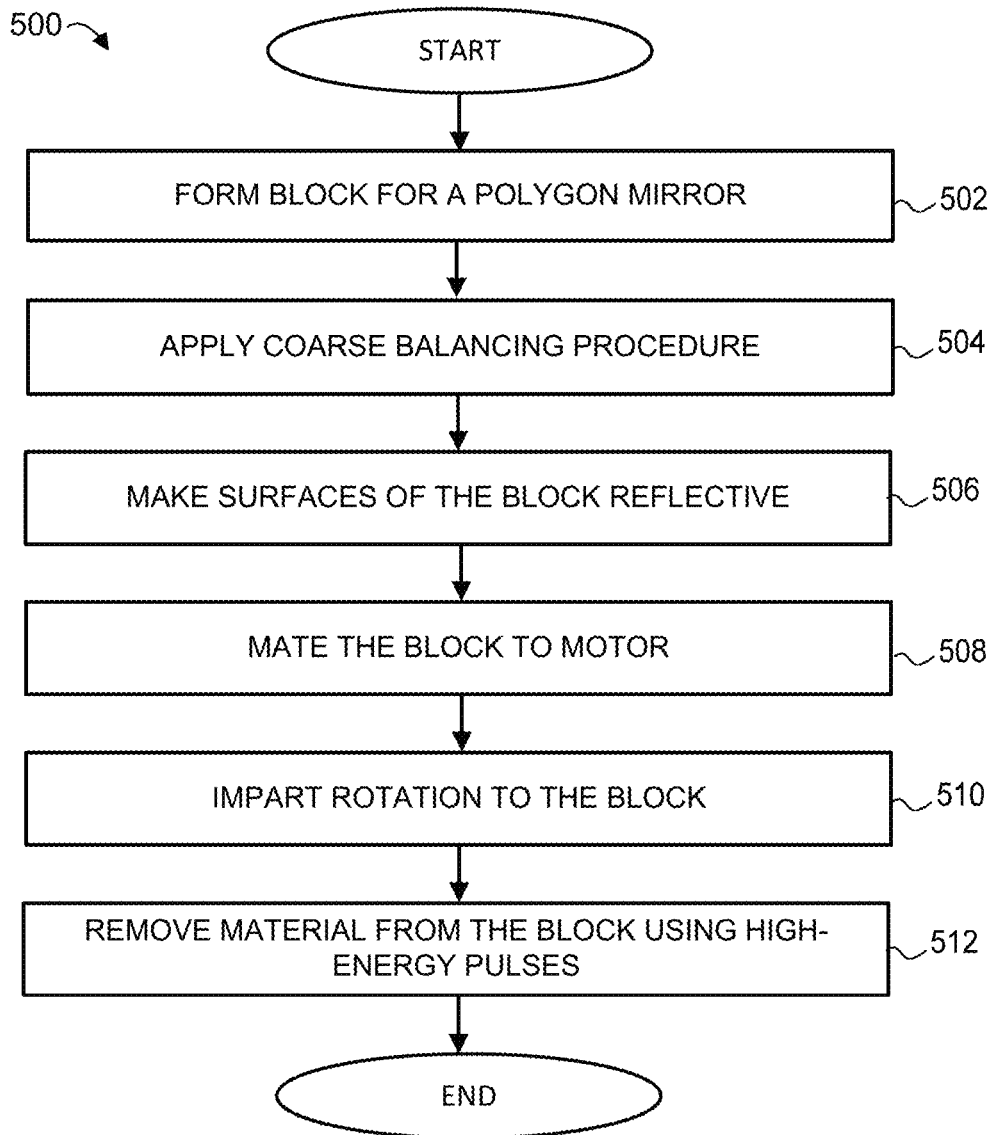 500
START
FORM BLOCK FOR A POLYGON MIRROR
502
APPLY COARSE BALANCING PROCEDURE
504
MAKE SURFACES OF THE BLOCK REFLECTIVE
506
MATE THE BLOCK TO MOTOR
508
IMPART ROTATION TO THE BLOCK
510
REMOVE MATERIAL FROM THE BLOCK USING HIGH-
ENERGY PULSES
512
END